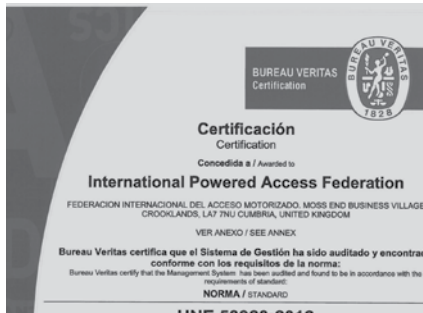 BUREAU VERITAS
Certification
BUREAU VERITAS
1828
Certificación
Certification
Concedida a / Awarded to
International Powered Access Federation
FEDERACION INTERNACIONAL DEL ACCESO MOTORIZADO. MOSS END BUSINESS VILLAGE
CROOKLANDS, LA7 7NU CUMBRIA, UNITED KINGDOM
VER ANEXO / SEE ANNEX
Bureau Veritas certifica que el Sistema de Gestión ha sido auditado y encontra
conforme con los requisitos de la norma:
Bureau Veritas certify that the Management System has been audited and found to be in accordance with the
requirements of standard:
NORMA / STANDARD